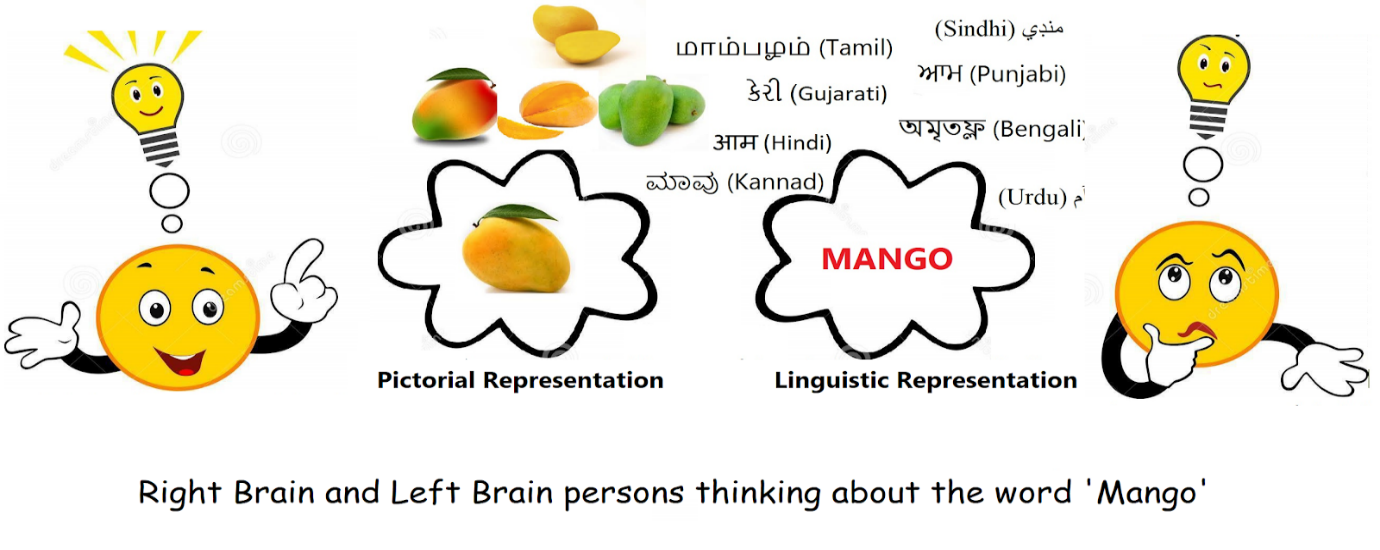 மாம்பழம் (Tamil)
منڊي (Sindhi)
કેરી (Gujarati)
ਆਮ (Punjabi)
आम (Hindi)
অমৃতফল (Bengali)
ಮಾವು (Kannad)
(Urdu)
MANGO
Pictorial Representation
Linguistic Representation
Right Brain and Left Brain persons thinking about the word 'Mango'